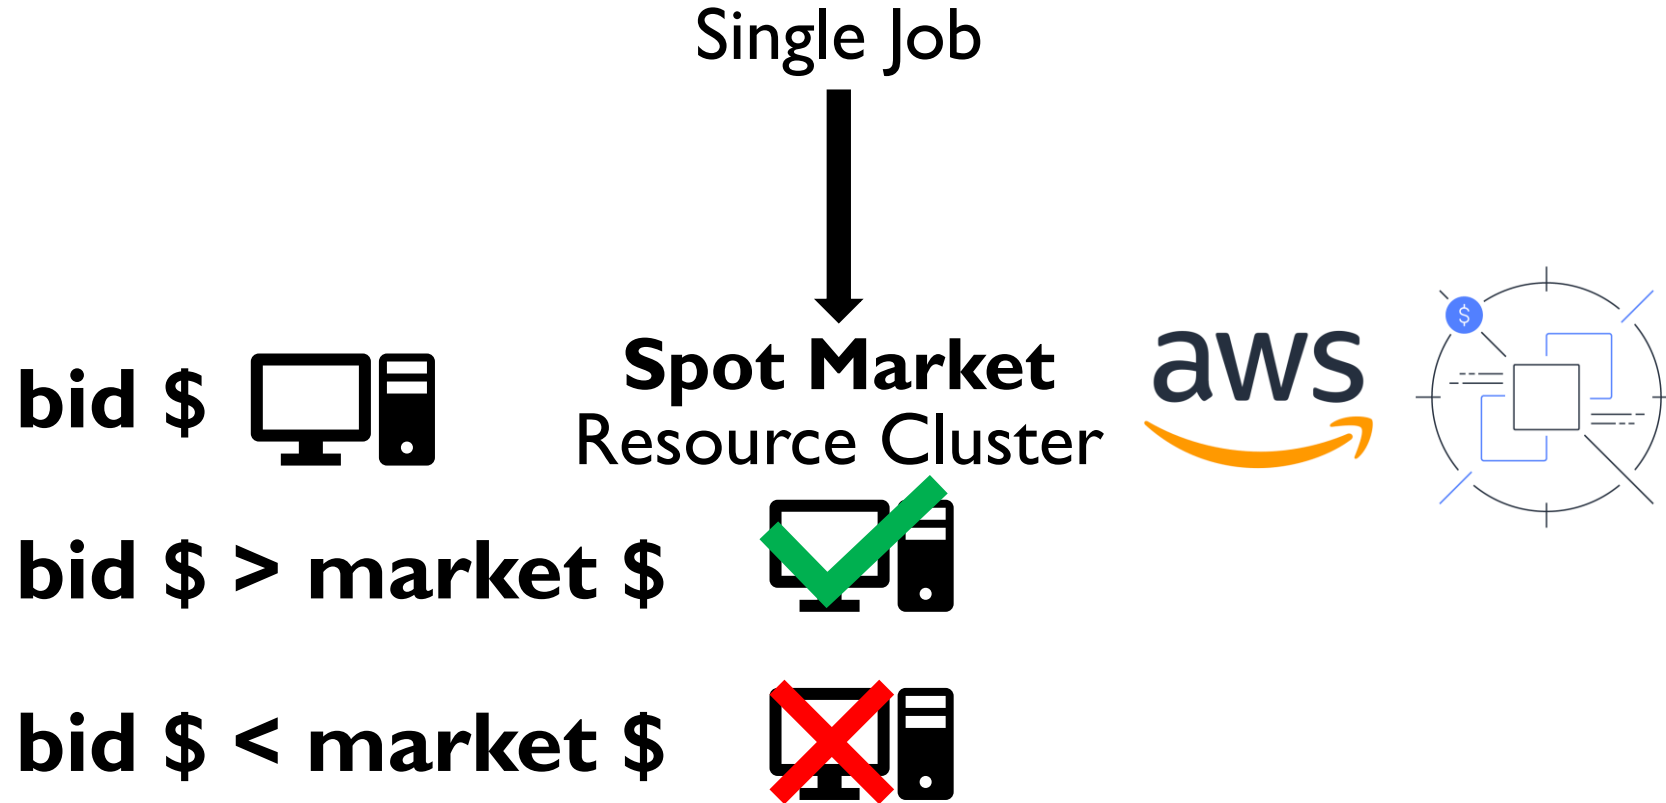 Single Job
Spot Market
Resource Cluster
aws
$
bid $
bid $ > market $
bid $ < market $